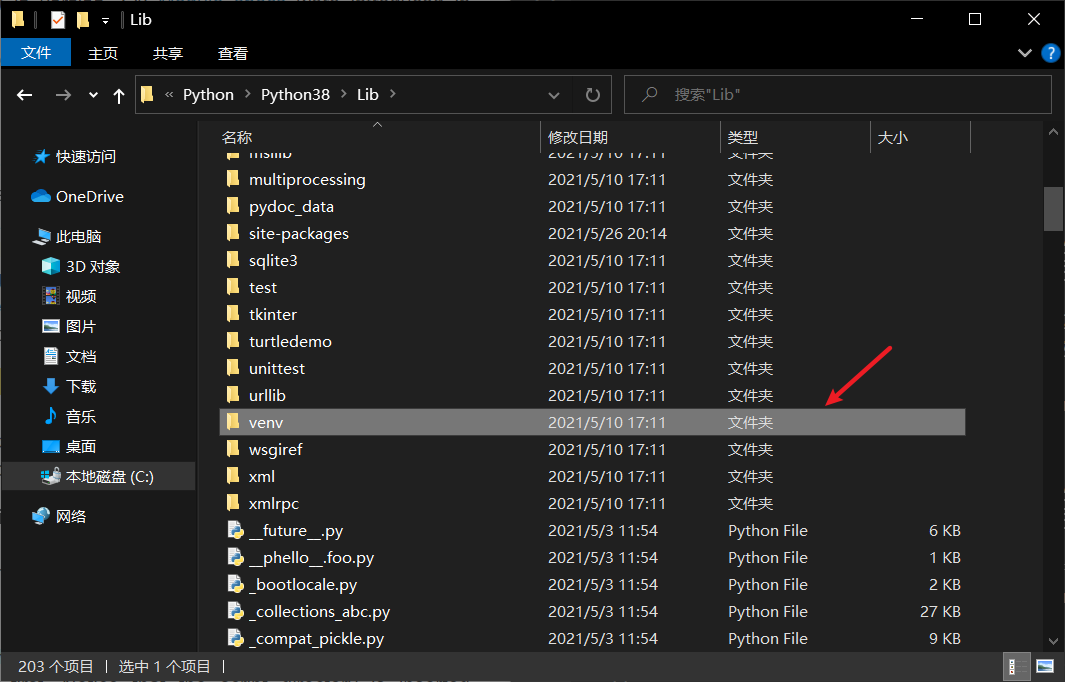 Lib
文件 主页 共享 查看
« Python > Python38 > Lib > 搜索"Lib"
名称 修改日期 类型 大小
快速访问
OneDrive
此电脑
3D 对象
视频
图片
文档
下载
音乐
桌面
本地磁盘 (C:)
网络
msilib 2021/5/10 17:11 文件夹
multiprocessing 2021/5/10 17:11 文件夹
pydoc_data 2021/5/10 17:11 文件夹
site-packages 2021/5/26 20:14 文件夹
sqlite3 2021/5/10 17:11 文件夹
test 2021/5/10 17:11 文件夹
tkinter 2021/5/10 17:11 文件夹
turtledemo 2021/5/10 17:11 文件夹
unittest 2021/5/10 17:11 文件夹
urllib 2021/5/10 17:11 文件夹
venv 2021/5/10 17:11 文件夹
wsgiref 2021/5/10 17:11 文件夹
xml 2021/5/10 17:11 文件夹
xmlrpc 2021/5/10 17:11 文件夹
__future__.py 2021/5/3 11:54 Python File 6 KB
__phello__.foo.py 2021/5/3 11:54 Python File 1 KB
_bootlocale.py 2021/5/3 11:54 Python File 2 KB
_collections_abc.py 2021/5/3 11:54 Python File 27 KB
_compat_pickle.py 2021/5/3 11:54 Python File 9 KB
203 个项目 选中 1 个项目